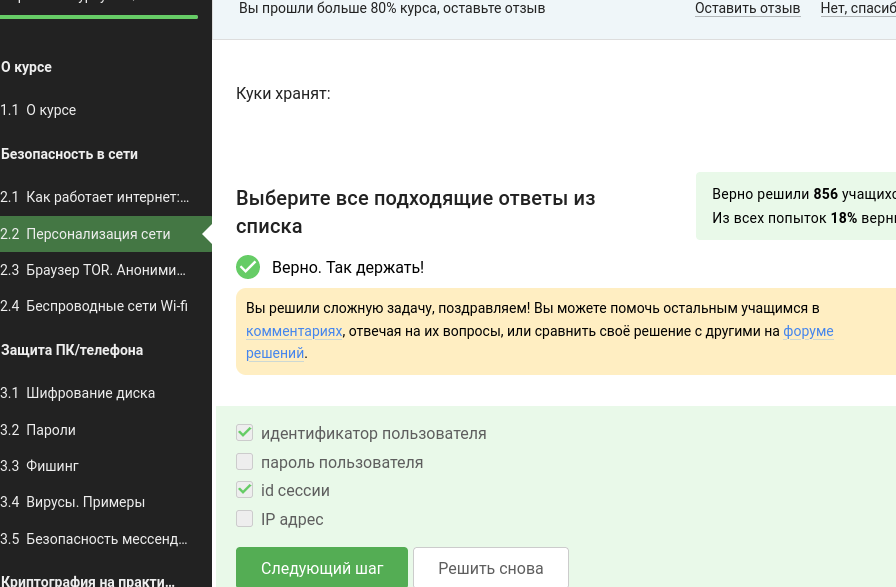 Вы прошли больше 80% курса, оставьте отзыв
Оставить отзыв
Нет, спасиб
О курсе
1.1 О курсе
Безопасность в сети
2.1 Как работает интернет:...
2.2 Персонализация сети
2.3 Браузер TOR. Аноними...
2.4 Беспроводные сети Wi-fi
Защита ПК/телефона
3.1 Шифрование диска
3.2 Пароли
3.3 Фишинг
3.4 Вирусы. Примеры
3.5 Безопасность мессенд...
Криптография на практи...
Куки хранят:
Выберите все подходящие ответы из
списка
Верно решили 856 учащихс
Из всех попыток 18% верн
Верно. Так держать!
Вы решили сложную задачу, поздравляем! Вы можете помочь остальным учащимся в
комментариях, отвечая на их вопросы, или сравнить своё решение с другими на форуме
решений.
идентификатор пользователя
пароль пользователя
id сессии
IP адрес
Следующий шаг
Решить снова